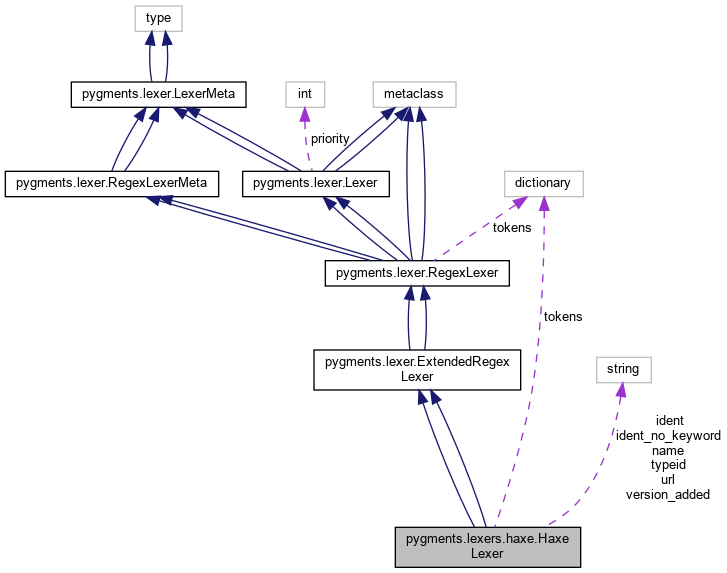 type
pygments.lexer.LexerMeta
int
metaclass
priority
pygments.lexer.RegexLexerMeta
pygments.lexer.Lexer
dictionary
tokens
pygments.lexer.RegexLexer
tokens
pygments.lexer.ExtendedRegex
Lexer
string
ident
ident_no_keyword
name
typeid
url
version_added
pygments.lexers.haxe.Haxe
Lexer